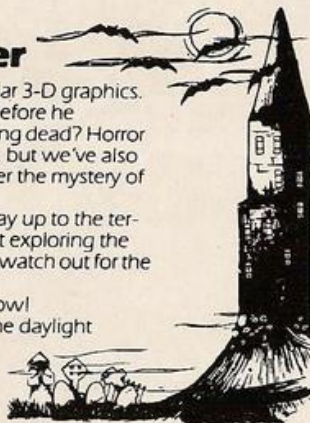 er
ar 3-D graphics.
efore he
ng dead? Horror
but we've also
er the mystery of
ay up to the ter-
t exploring the
watch out for the
ow!
ne daylight